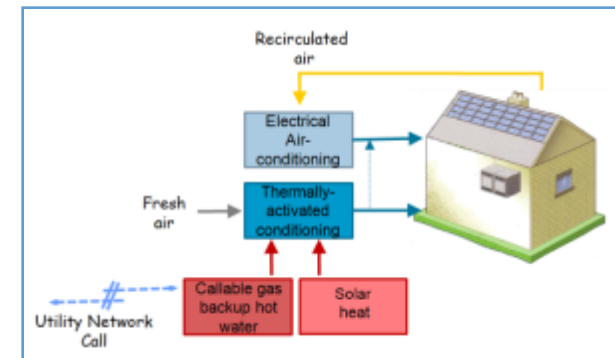 Recirculated
air
Electrical
Air-
conditioning
Fresh
air
Thermally-
activated
conditioning
Callable gas
backup hot
water
Solar
heat
Utility Network
Call